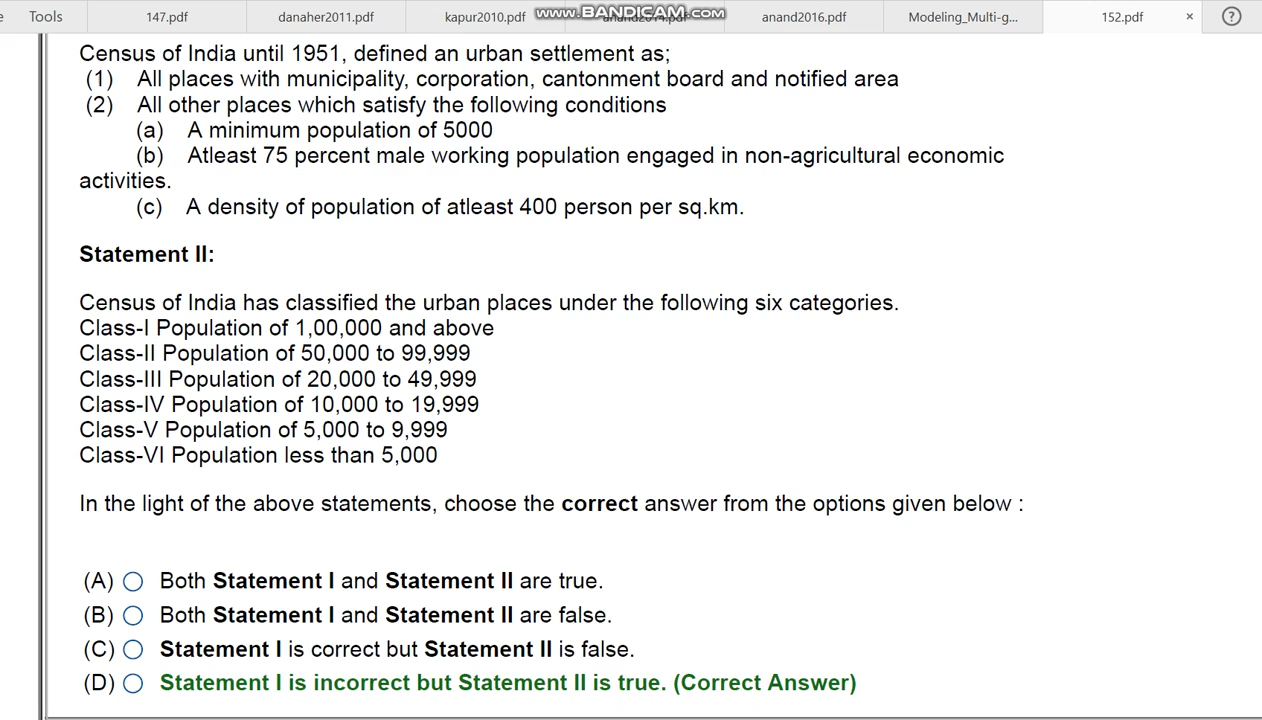 e Tools 147.pdf danaher2011.pdf kapur2010.pdf anand2014.pdf anand2016.pdf Modeling_Multi-g... 152.pdf × ?
www.BANDICAM.com
Census of India until 1951, defined an urban settlement as;
(1) All places with municipality, corporation, cantonment board and notified area
(2) All other places which satisfy the following conditions
(a) A minimum population of 5000
(b) Atleast 75 percent male working population engaged in non-agricultural economic
activities.
(c) A density of population of atleast 400 person per sq.km.
Statement II:
Census of India has classified the urban places under the following six categories.
Class-I Population of 1,00,000 and above
Class-II Population of 50,000 to 99,999
Class-III Population of 20,000 to 49,999
Class-IV Population of 10,000 to 19,999
Class-V Population of 5,000 to 9,999
Class-VI Population less than 5,000
In the light of the above statements, choose the correct answer from the options given below :
(A) Both Statement I and Statement II are true.
(B) Both Statement I and Statement II are false.
(C) Statement I is correct but Statement II is false.
(D) Statement I is incorrect but Statement II is true. (Correct Answer)